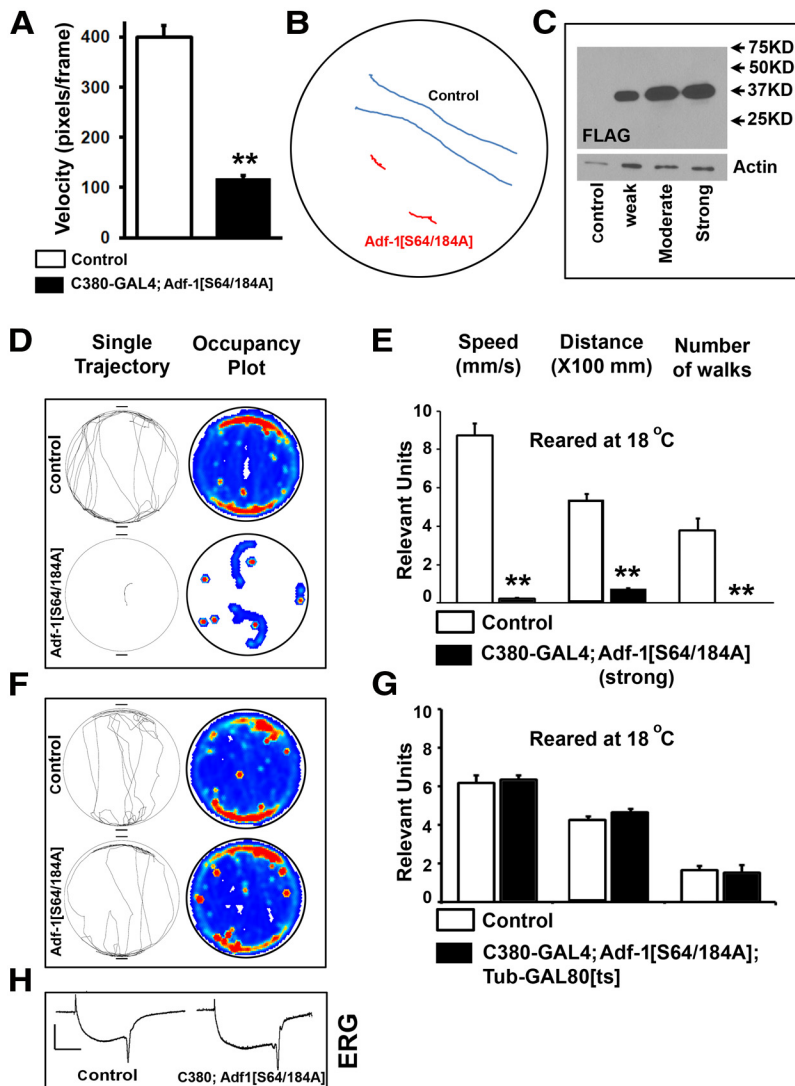 A
Velocity (pixels/frame)
400
300
200
100
0
**
Control
C380-GAL4; Adf-1[S64/184A]
B
Control
Adf-1[S64/184A]
C
75KD
50KD
37KD
25KD
FLAG
Actin
Control
weak
Moderate
Strong
D
Single
Trajectory
Occupancy
Plot
Control
Adf-1[S64/184A]
E
Speed
(mm/s)
Distance
(X100 mm)
Number
of walks
Relevant Units
10
8
6
4
2
0
Reared at 18 °C
**
**
**
Control
C380-GAL4; Adf-1[S64/184A]
(strong)
F
Control
Adf-1[S64/184A]
G
Relevant Units
10
8
6
4
2
0
Reared at 18 °C
Control
C380-GAL4; Adf-1[S64/184A];
Tub-GAL80[ts]
H
Control
C380; Adf1[S64/184A]
ERG